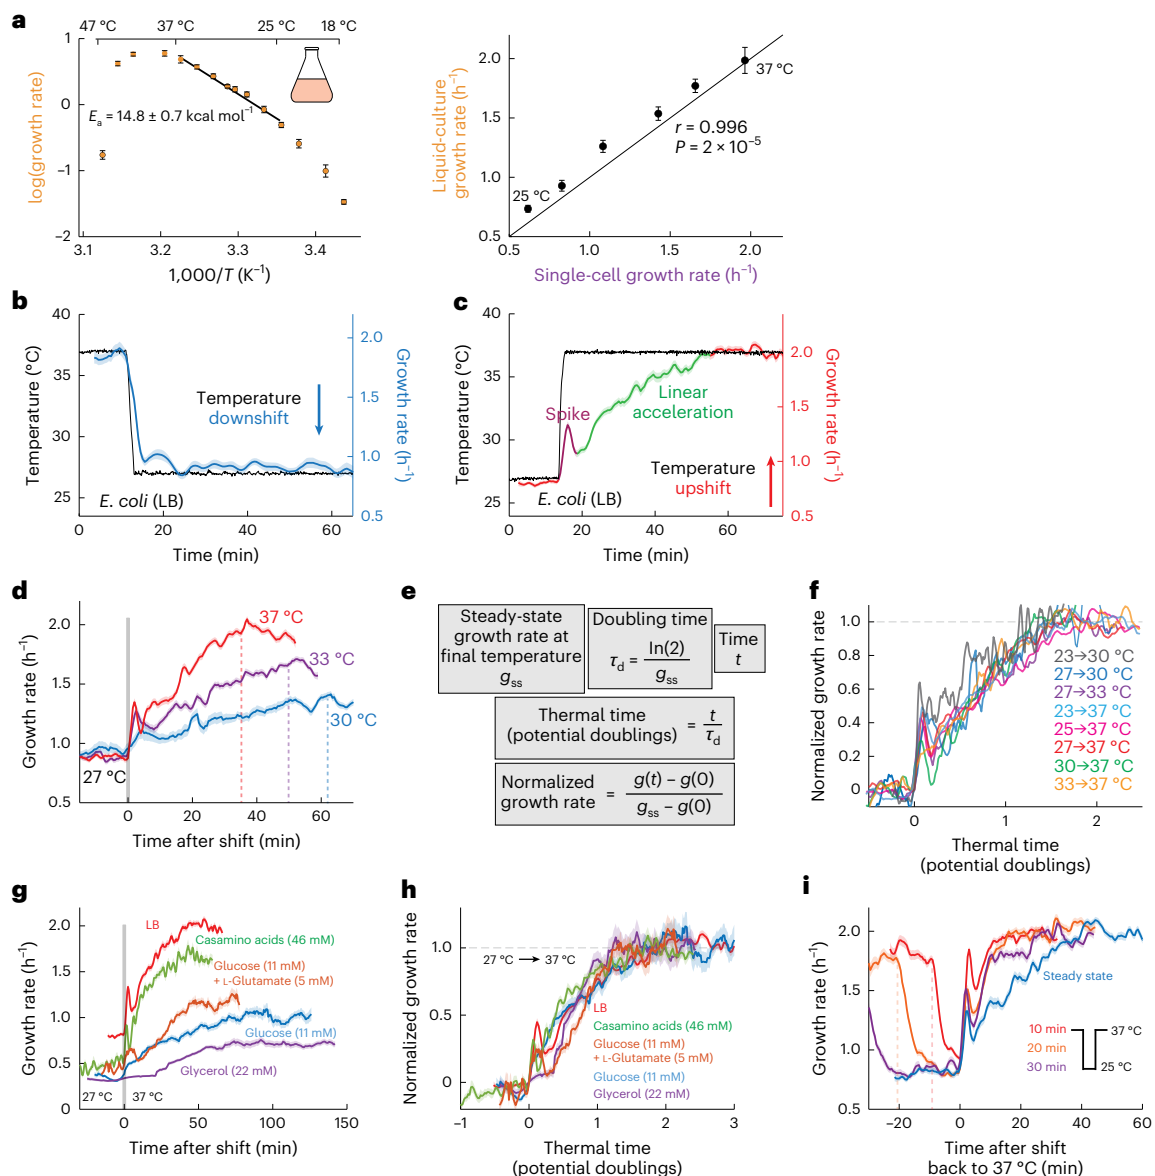 a
47 °C 37 °C 25 °C 18 °C
1
0
−1
−2
log(growth rate)
Ea = 14.8 ± 0.7 kcal mol−1
3.1 3.2 3.3 3.4
1,000/T (K−1)
Liquid-culture
growth rate (h−1)
2.0
1.5
1.0
0.5
37 °C
r = 0.996
P = 2 × 10−5
25 °C
0.5 1.0 1.5 2.0
Single-cell growth rate (h−1)
b
40
35
30
25
Temperature (°C)
2.0
1.5
1.0
0.5
Growth rate (h−1)
Temperature
downshift
E. coli (LB)
0 20 40 60
Time (min)
c
40
35
30
25
Temperature (°C)
2.0
1.5
1.0
0.5
Growth rate (h−1)
Spike
Linear
acceleration
Temperature
upshift
E. coli (LB)
0 20 40 60
Time (min)
d
2.0
1.5
1.0
0.5
Growth rate (h−1)
37 °C
33 °C
30 °C
27 °C
0 20 40 60
Time after shift (min)
e
Steady-state
growth rate at
final temperature
gss
Doubling time
τd = ln(2) / gss
Time
t
Thermal time
(potential doublings) = t / τd
Normalized
growth rate = g(t) − g(0) / gss − g(0)
f
1.0
0.8
0.6
0.4
0.2
0
Normalized growth rate
23→30 °C
27→30 °C
27→33 °C
23→37 °C
25→37 °C
27→37 °C
30→37 °C
33→37 °C
0 1 2
Thermal time
(potential doublings)
g
2.0
1.5
1.0
0.5
0
Growth rate (h−1)
LB
Casamino acids (46 mM)
Glucose (11 mM)
+ L-Glutamate (5 mM)
Glucose (11 mM)
Glycerol (22 mM)
27 °C 37 °C
0 50 100 150
Time after shift (min)
h
1.0
0.5
0
Normalized growth rate
27 °C → 37 °C
LB
Casamino acids (46 mM)
Glucose (11 mM)
+ L-Glutamate (5 mM)
Glucose (11 mM)
Glycerol (22 mM)
−1 0 1 2 3
Thermal time
(potential doublings)
i
2.0
1.5
1.0
0.5
Growth rate (h−1)
Steady state
10 min
20 min
30 min
37 °C
25 °C
−20 0 20 40 60
Time after shift
back to 37 °C (min)